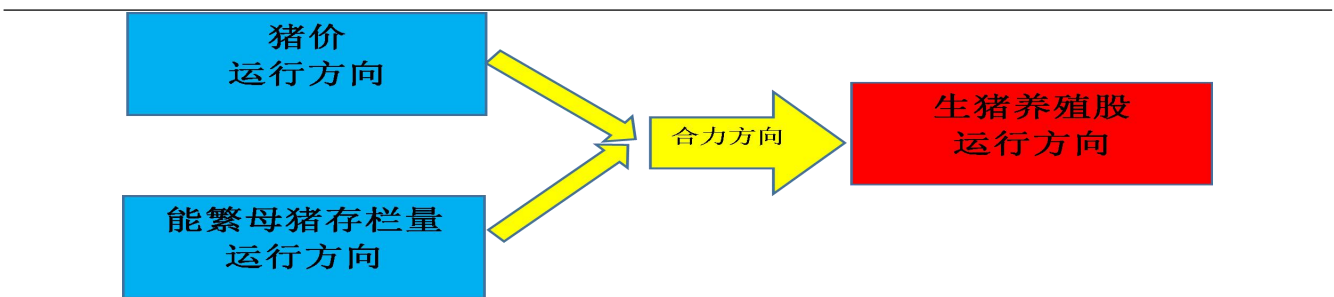 猪价
运行方向
能繁母猪存栏量
运行方向
合力方向
生猪养殖股
运行方向